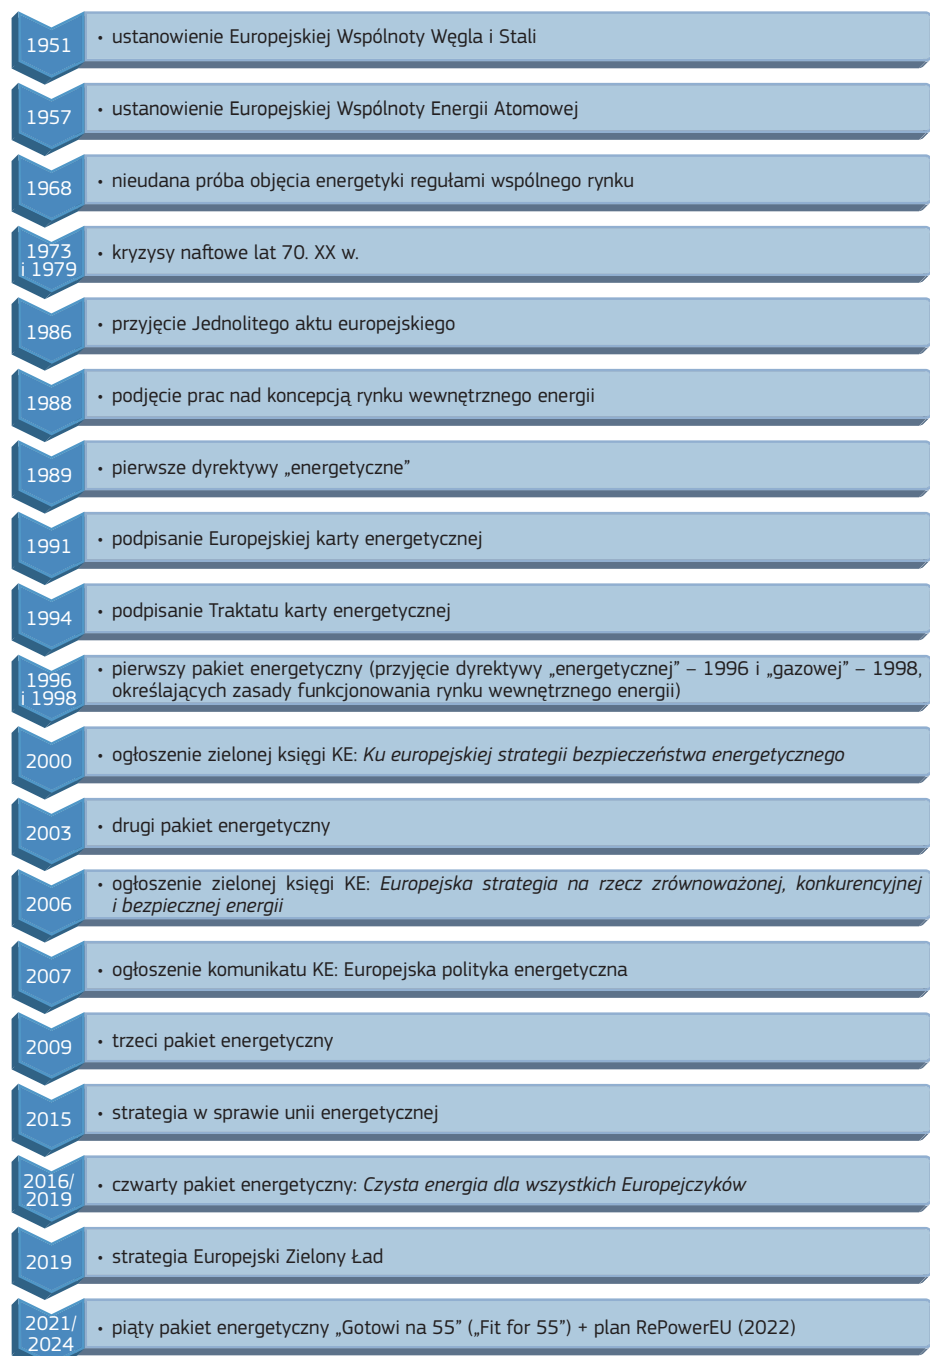 1951
• ustanowienie Europejskiej Wspólnoty Węgla i Stali
1957
• ustanowienie Europejskiej Wspólnoty Energii Atomowej
1968
• nieudana próba objęcia energetyki regułami wspólnego rynku
1973
i 1979
• kryzysy naftowe lat 70. XX w.
1986
• przyjęcie Jednolitego aktu europejskiego
1988
• podjęcie prac nad koncepcją rynku wewnętrznego energii
1989
• pierwsze dyrektywy „energetyczne”
1991
• podpisanie Europejskiej karty energetycznej
1994
• podpisanie Traktatu karty energetycznej
1996
i 1998
• pierwszy pakiet energetyczny (przyjęcie dyrektywy „energetycznej” – 1996 i „gazowej” – 1998,
określających zasady funkcjonowania rynku wewnętrznego energii)
2000
• ogłoszenie zielonej księgi KE: Ku europejskiej strategii bezpieczeństwa energetycznego
2003
• drugi pakiet energetyczny
2006
• ogłoszenie zielonej księgi KE: Europejska strategia na rzecz zrównoważonej, konkurencyjnej
i bezpiecznej energii
2007
• ogłoszenie komunikatu KE: Europejska polityka energetyczna
2009
• trzeci pakiet energetyczny
2015
• strategia w sprawie unii energetycznej
2016/
2019
• czwarty pakiet energetyczny: Czysta energia dla wszystkich Europejczyków
2019
• strategia Europejski Zielony Ład
2021/
2024
• piąty pakiet energetyczny „Gotowi na 55” („Fit for 55”) + plan RePowerEU (2022)